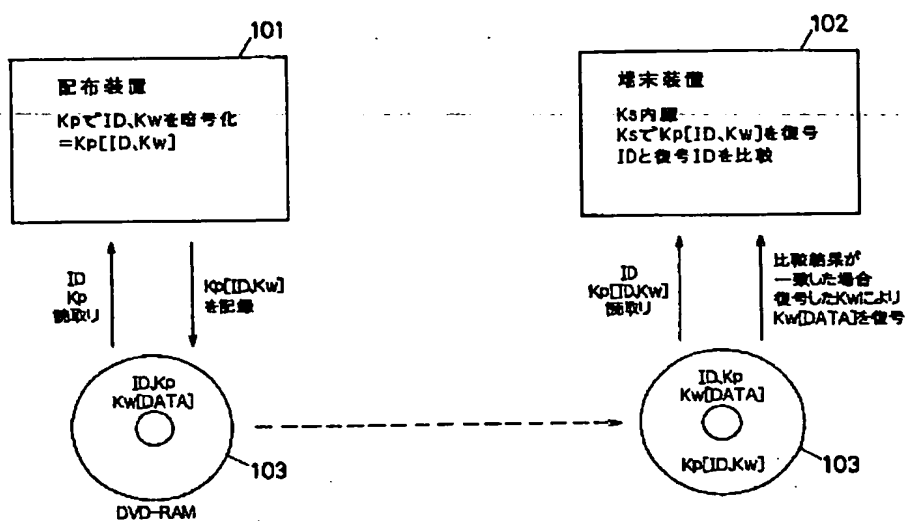 101
配布装置
KpでID、Kwを暗号化
=Kp[ID、Kw]
102
端末装置
Ks内蔵
KsでKp[ID、Kw]を復号
IDと復号IDを比較
ID
Kp
読取り
Kp[ID、Kw]
を記録
ID
Kp[ID、Kw]
読取り
比較結果が
一致した場合
復号したKwにより
Kw[DATA]を復号
ID、Kp
Kw[DATA]
103
DVD-RAM
ID、Kp
Kw[DATA]
Kp[ID、Kw]
103